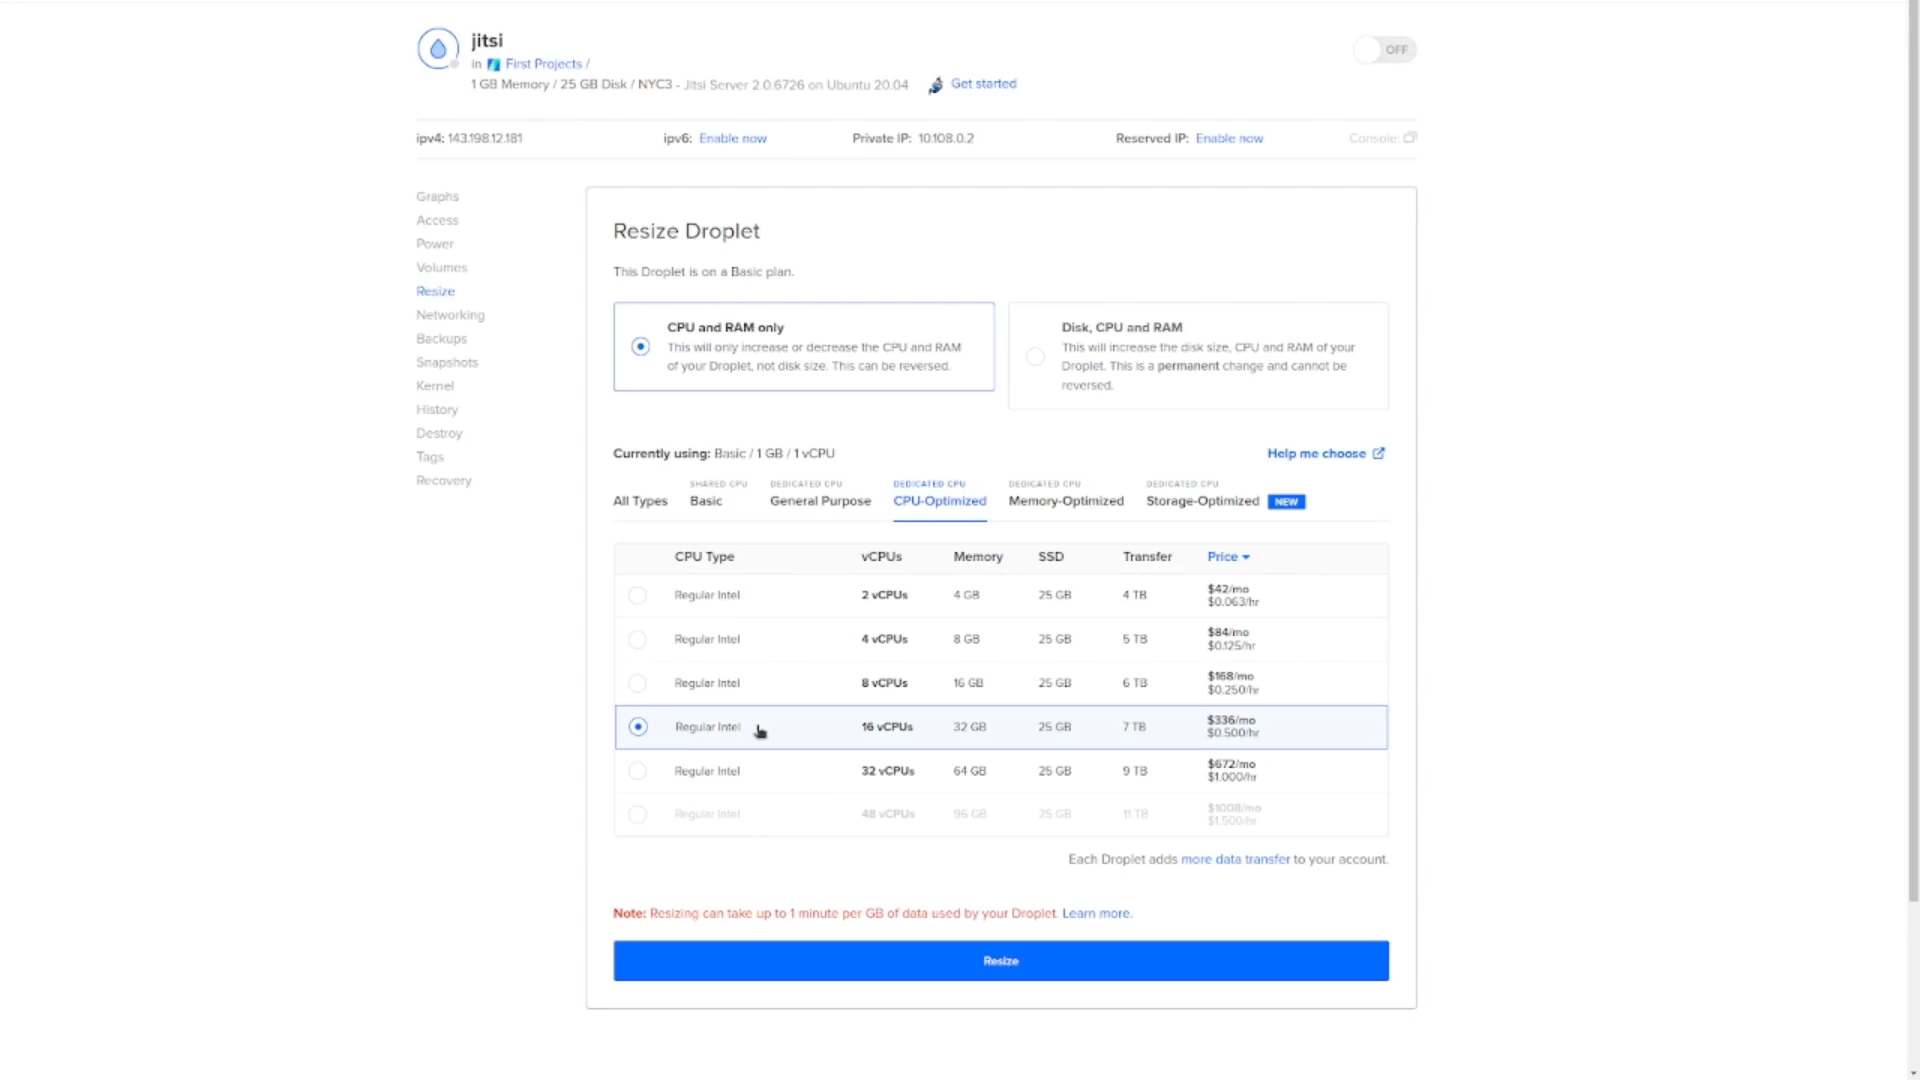 jitsi
OFF
in First Projects /
1 GB Memory / 25 GB Disk / NYC3 - Jitsi Server 2.0.6726 on Ubuntu 20.04 Get started
ipv4: 143.198.12.181 ipv6: Enable now Private IP: 10.108.0.2 Reserved IP: Enable now Console:
Graphs
Access
Power
Volumes
Resize
Networking
Backups
Snapshots
Kernel
History
Destroy
Tags
Recovery
Resize Droplet
This Droplet is on a Basic plan.
CPU and RAM only
This will only increase or decrease the CPU and RAM
of your Droplet, not disk size. This can be reversed.
Disk, CPU and RAM
This will increase the disk size, CPU and RAM of your
Droplet. This is a permanent change and cannot be
reversed.
Currently using: Basic / 1 GB / 1 vCPU Help me choose
All Types
SHARED CPU
Basic
DEDICATED CPU
General Purpose
DEDICATED CPU
CPU-Optimized
DEDICATED CPU
Memory-Optimized
DEDICATED CPU
Storage-Optimized NEW
CPU Type vCPUs Memory SSD Transfer Price
Regular Intel 2 vCPUs 4 GB 25 GB 4 TB $42/mo
$0.063/hr
Regular Intel 4 vCPUs 8 GB 25 GB 5 TB $84/mo
$0.125/hr
Regular Intel 8 vCPUs 16 GB 25 GB 6 TB $168/mo
$0.250/hr
Regular Intel 16 vCPUs 32 GB 25 GB 7 TB $336/mo
$0.500/hr
Regular Intel 32 vCPUs 64 GB 25 GB 9 TB $672/mo
$1.000/hr
Regular Intel 48 vCPUs 96 GB 25 GB 11 TB $1008/mo
$1.500/hr
Each Droplet adds more data transfer to your account.
Note: Resizing can take up to 1 minute per GB of data used by your Droplet. Learn more.
Resize